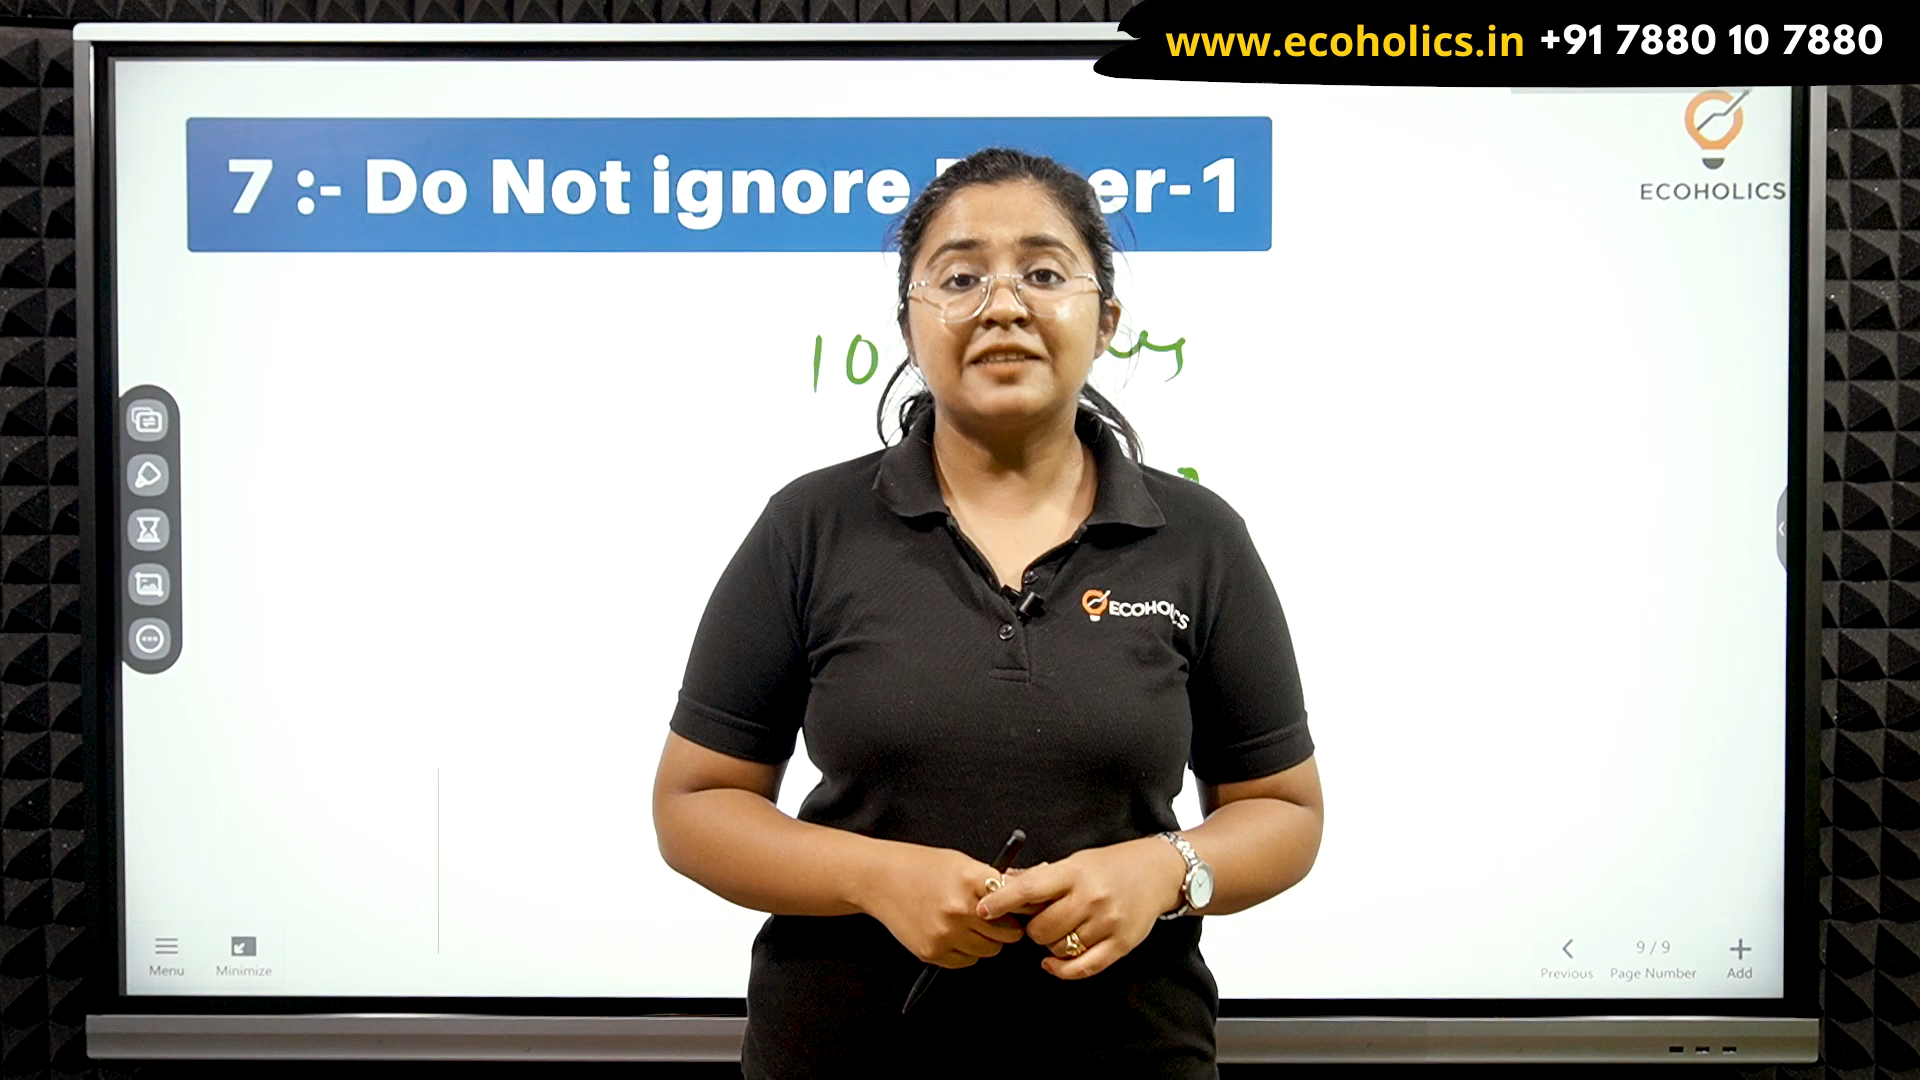 www.ecoholics.in +91 7880 10 7880
7 :- Do Not ignore er-1
ECOHOLICS
10
ECOHOLICS
Menu
Minimize
9 / 9
Previous
Page Number
Add